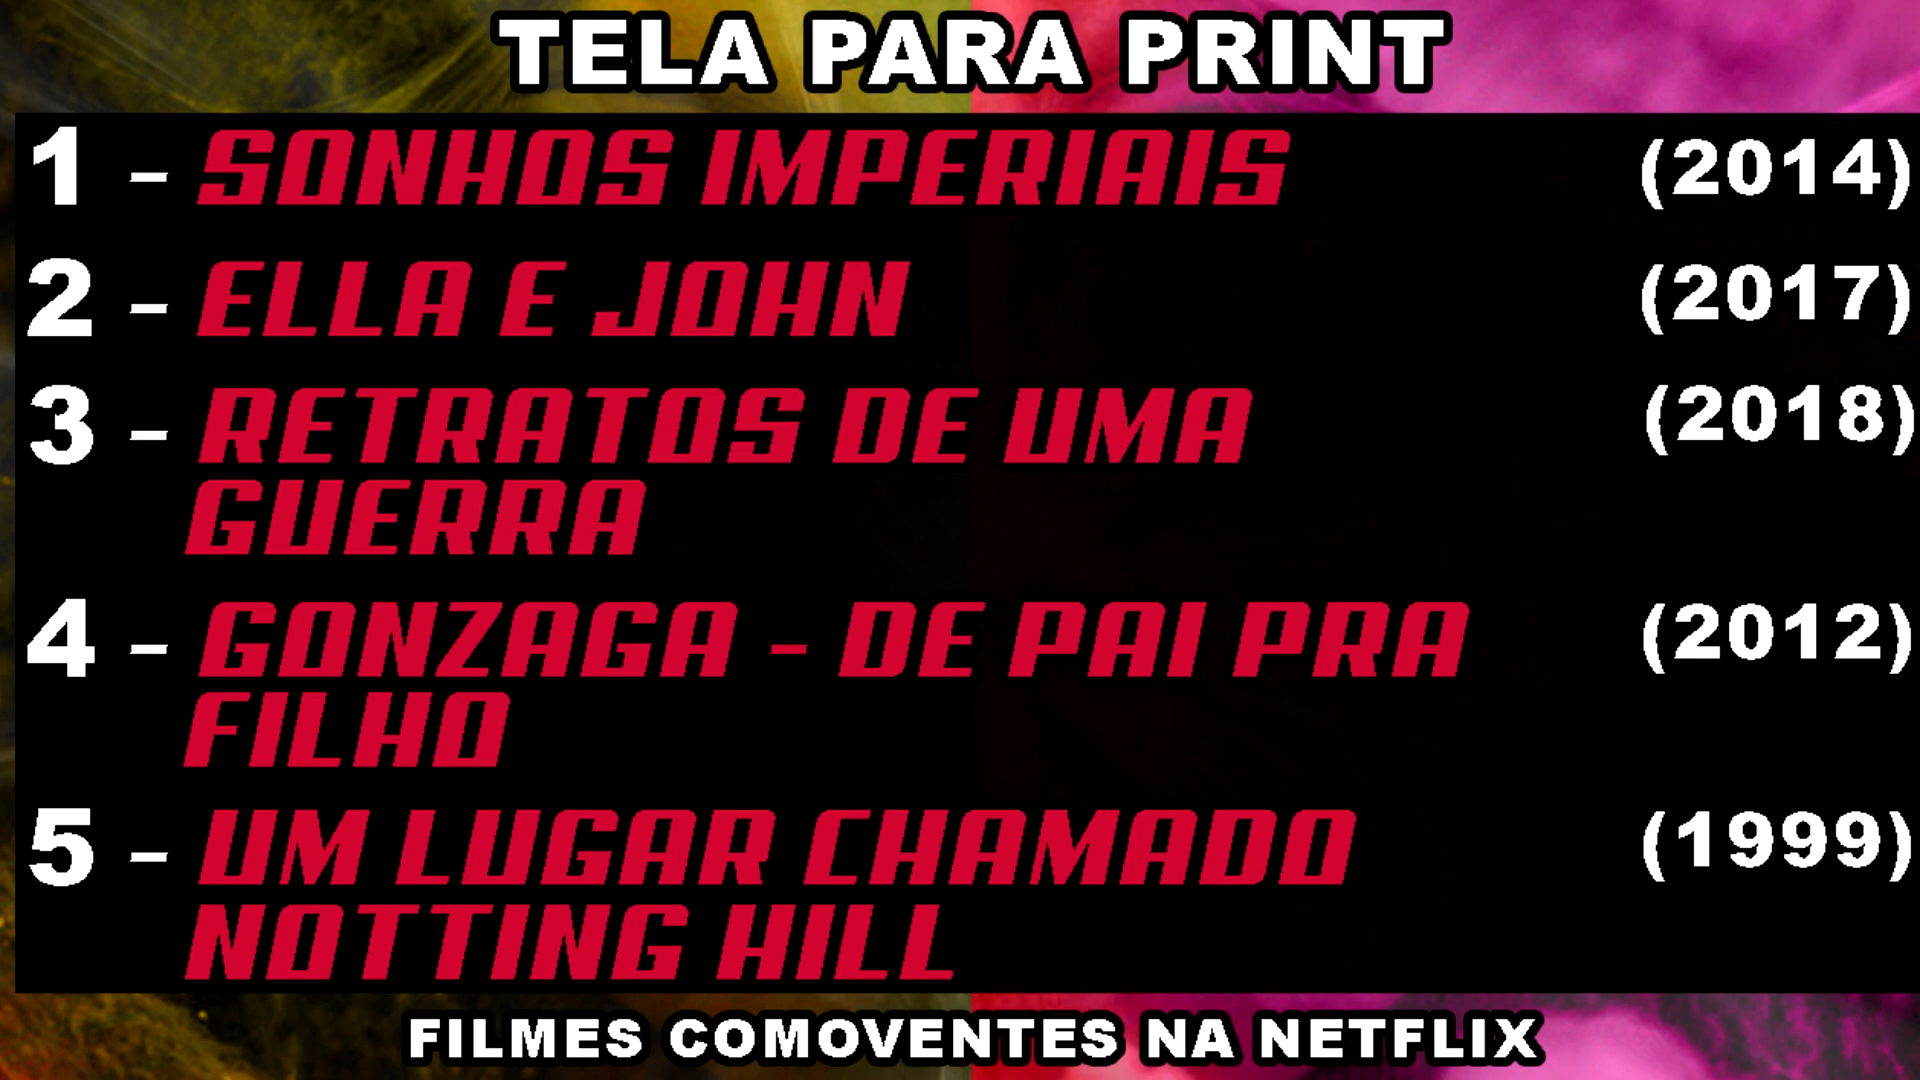 TELA PARA PRINT
1 - SONHOS IMPERIAIS (2014)
2 - ELLA E JOHN (2017)
3 - RETRATOS DE UMA (2018)
GUERRA
4 - GONZAGA - DE PAI PRA (2012)
FILHO
5 - UM LUGAR CHAMADO (1999)
NOTTING HILL
FILMES COMOVENTES NA NETFLIX